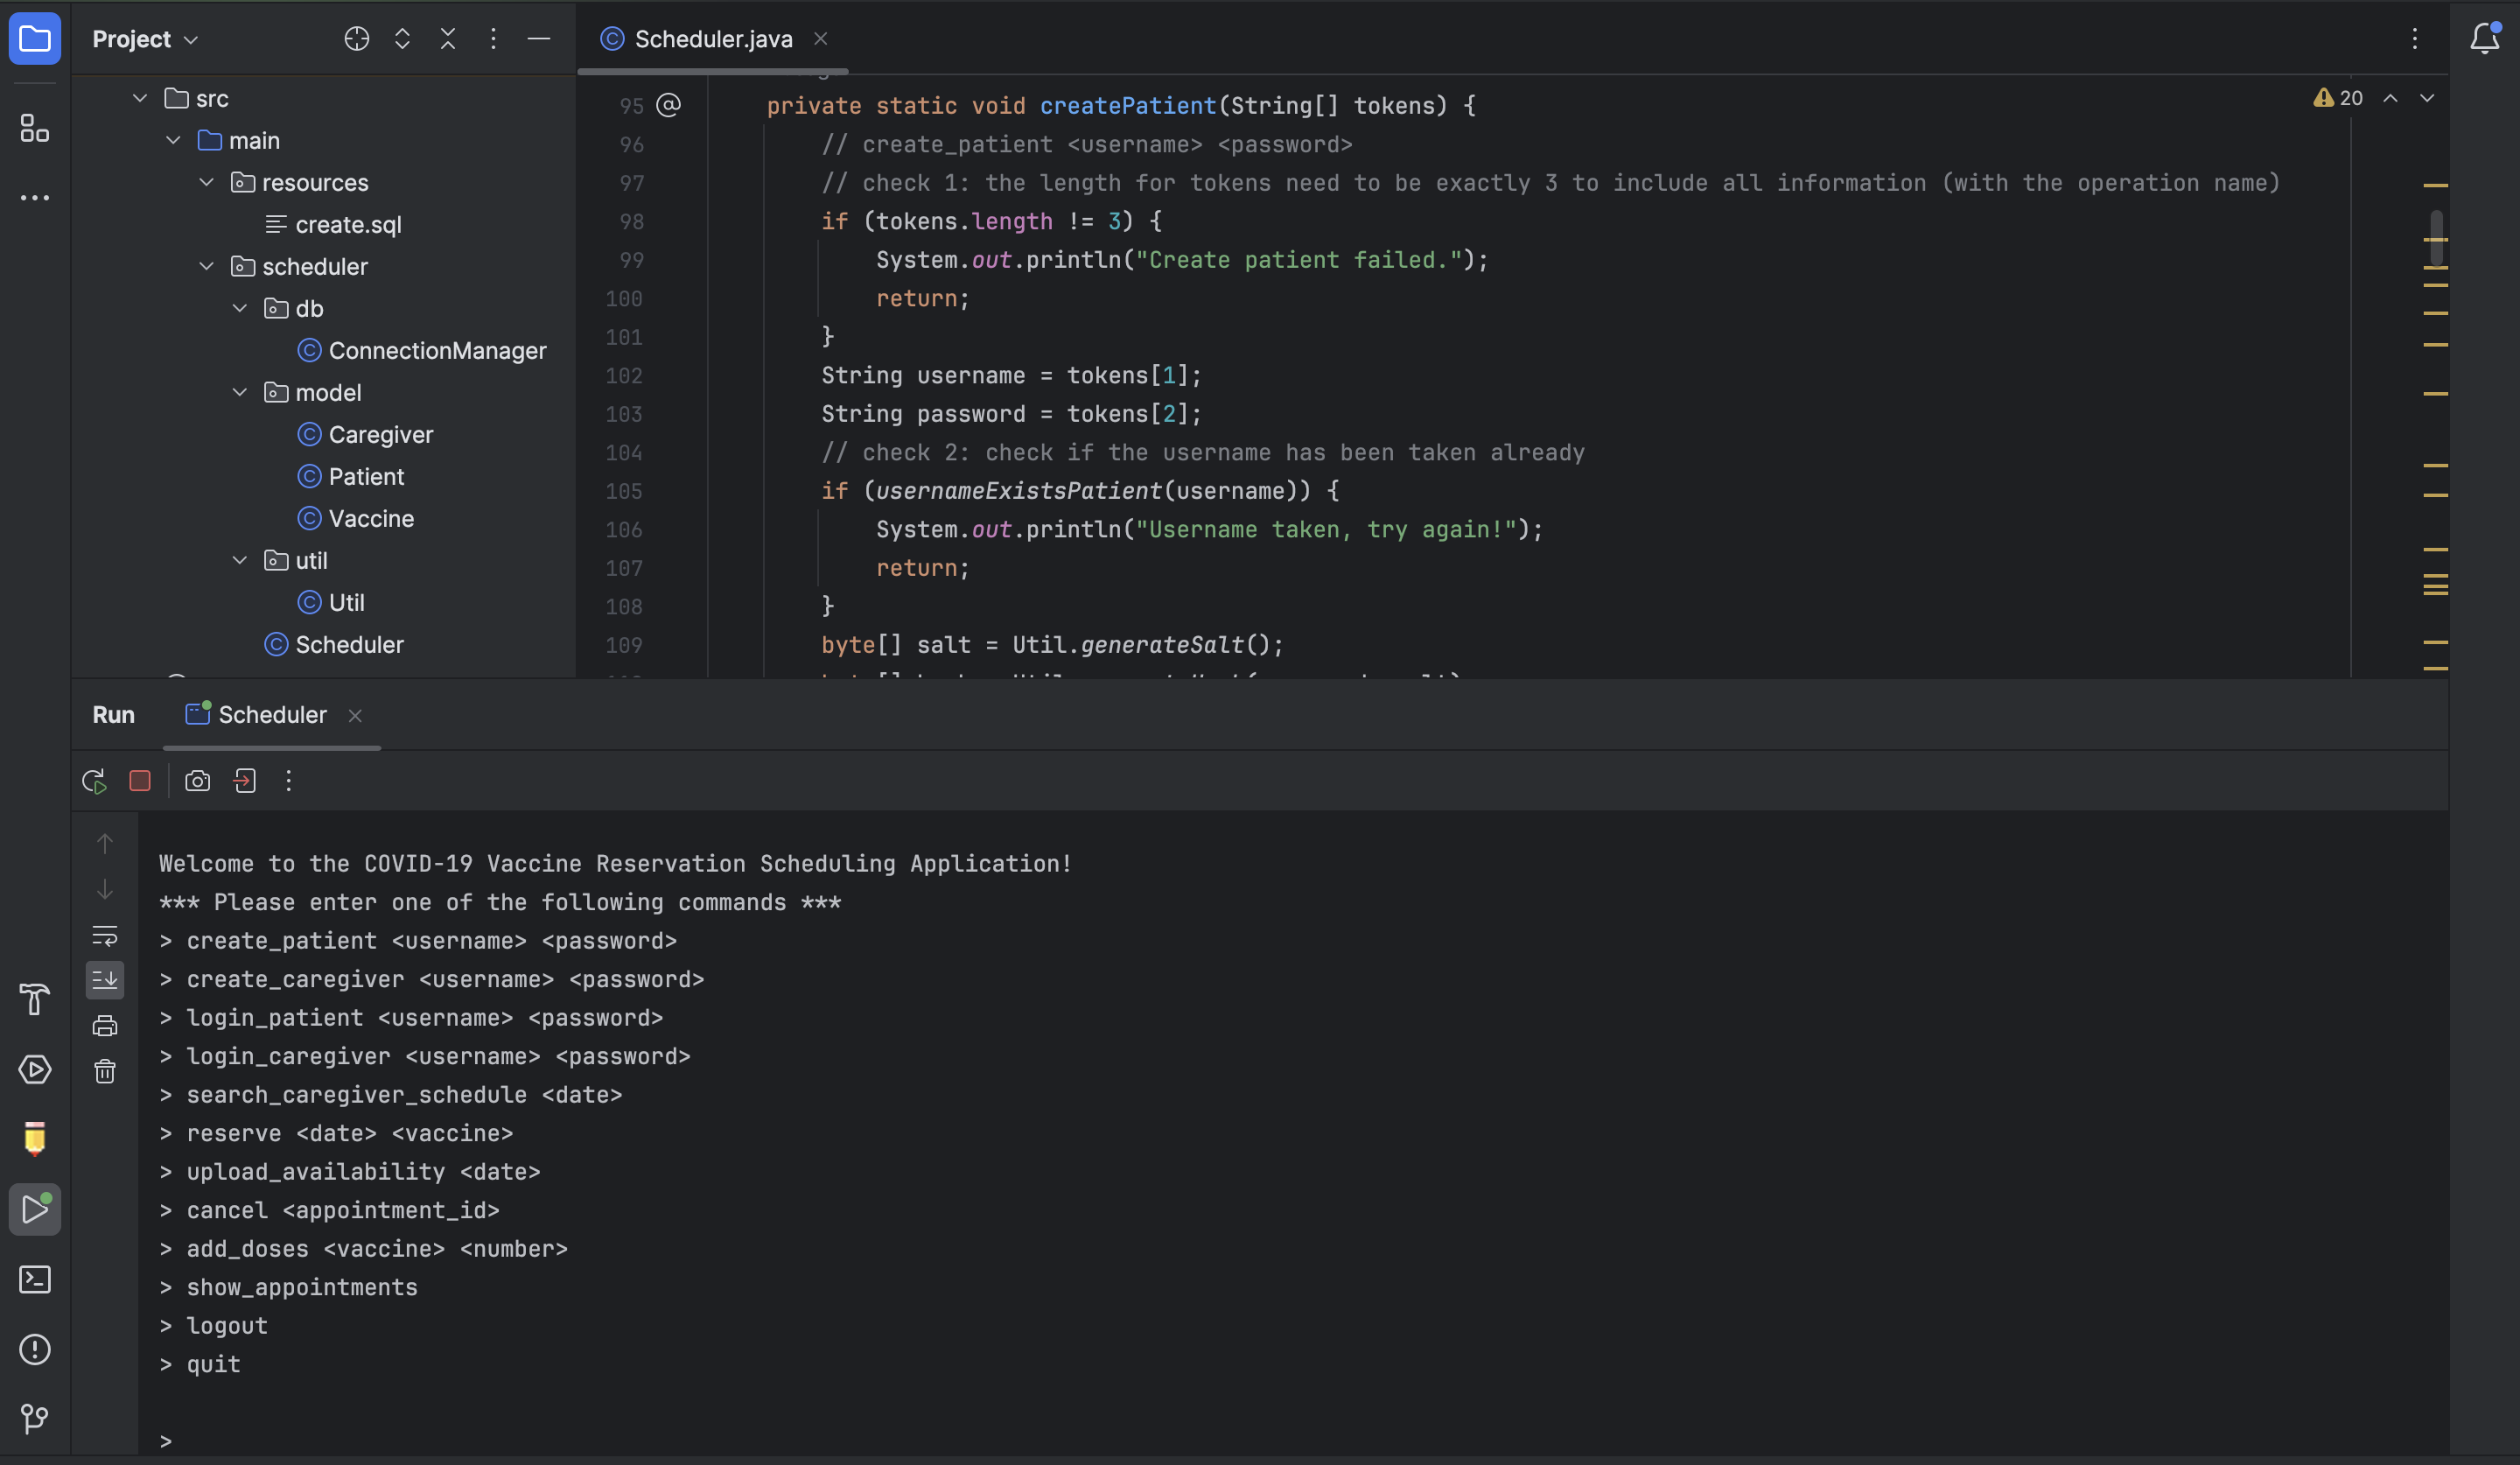 Project
Scheduler.java
src
main
resources
create.sql
scheduler
db
ConnectionManager
model
Caregiver
Patient
Vaccine
util
Util
Scheduler
20
95 @ private static void createPatient(String[] tokens) {
96 // create_patient <username> <password>
97 // check 1: the length for tokens need to be exactly 3 to include all information (with the operation name)
98 if (tokens.length != 3) {
99 System.out.println("Create patient failed.");
100 return;
101 }
102 String username = tokens[1];
103 String password = tokens[2];
104 // check 2: check if the username has been taken already
105 if (usernameExistsPatient(username)) {
106 System.out.println("Username taken, try again!");
107 return;
108 }
109 byte[] salt = Util.generateSalt();
Run
Scheduler
Welcome to the COVID-19 Vaccine Reservation Scheduling Application!
*** Please enter one of the following commands ***
> create_patient <username> <password>
> create_caregiver <username> <password>
> login_patient <username> <password>
> login_caregiver <username> <password>
> search_caregiver_schedule <date>
> reserve <date> <vaccine>
> upload_availability <date>
> cancel <appointment_id>
> add_doses <vaccine> <number>
> show_appointments
> logout
> quit
>